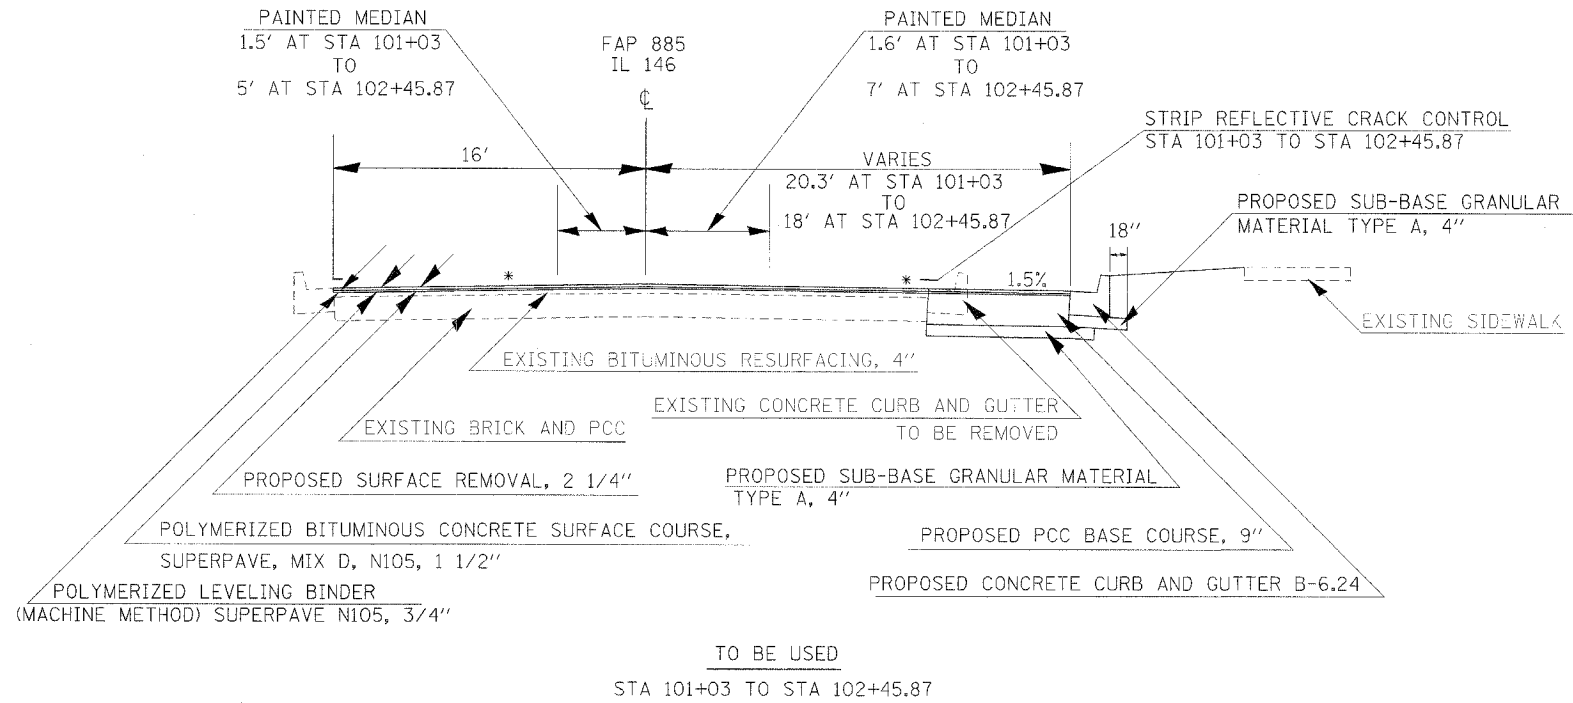 PAINTED MEDIAN
1.5' AT STA 101+03
TO
5' AT STA 102+45.87
FAP 885
IL 146
℄
PAINTED MEDIAN
1.6' AT STA 101+03
TO
7' AT STA 102+45.87
STRIP REFLECTIVE CRACK CONTROL
STA 101+03 TO STA 102+45.87
16'
VARIES
20.3' AT STA 101+03
TO
18' AT STA 102+45.87
PROPOSED SUB-BASE GRANULAR
MATERIAL TYPE A, 4"
18"
*
*
1.5%
EXISTING SIDEWALK
EXISTING BITUMINOUS RESURFACING, 4"
EXISTING CONCRETE CURB AND GUTTER
TO BE REMOVED
EXISTING BRICK AND PCC
PROPOSED SURFACE REMOVAL, 2 1/4"
PROPOSED SUB-BASE GRANULAR MATERIAL
TYPE A, 4"
POLYMERIZED BITUMINOUS CONCRETE SURFACE COURSE,
SUPERPAVE, MIX D, N105, 1 1/2"
PROPOSED PCC BASE COURSE, 9"
POLYMERIZED LEVELING BINDER
(MACHINE METHOD) SUPERPAVE N105, 3/4"
PROPOSED CONCRETE CURB AND GUTTER B-6.24
TO BE USED
STA 101+03 TO STA 102+45.87